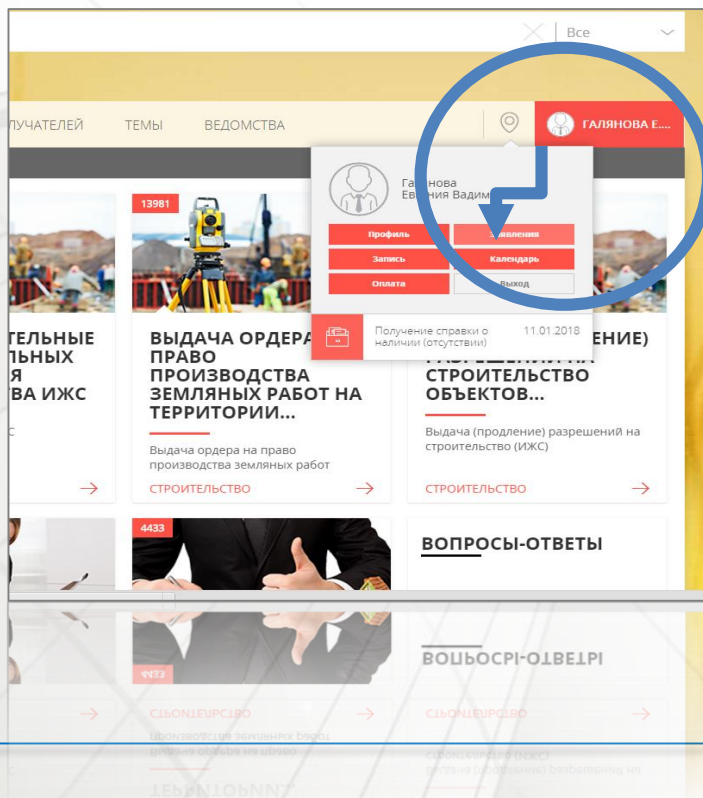 Все
ЛУЧАТЕЛЕЙ ТЕМЫ ВЕДОМСТВА
ГАЛЯНОВА Е....
Евгения
Профиль
Запись Календарь
Оплата Выход
Получение справки о 11.01.2018
наличии (отсутствии)
13981
ТЕЛЬНЫЕ
ЛЬНЫХ
Я
ВА ИЖС
С
ВЫДАЧА ОРДЕРА
ПРАВО
ПРОИЗВОДСТВА
ЗЕМЛЯНЫХ РАБОТ НА
ТЕРРИТОРИИ...
Выдача ордера на право
производства земляных работ
СТРОИТЕЛЬСТВО
ЕНИЕ)
РАЗРЕШЕНИЙ НА
СТРОИТЕЛЬСТВО
ОБЪЕКТОВ...
Выдача (продление) разрешений на
строительство (ИЖС)
СТРОИТЕЛЬСТВО
4433
ВОПРОСЫ-ОТВЕТЫ